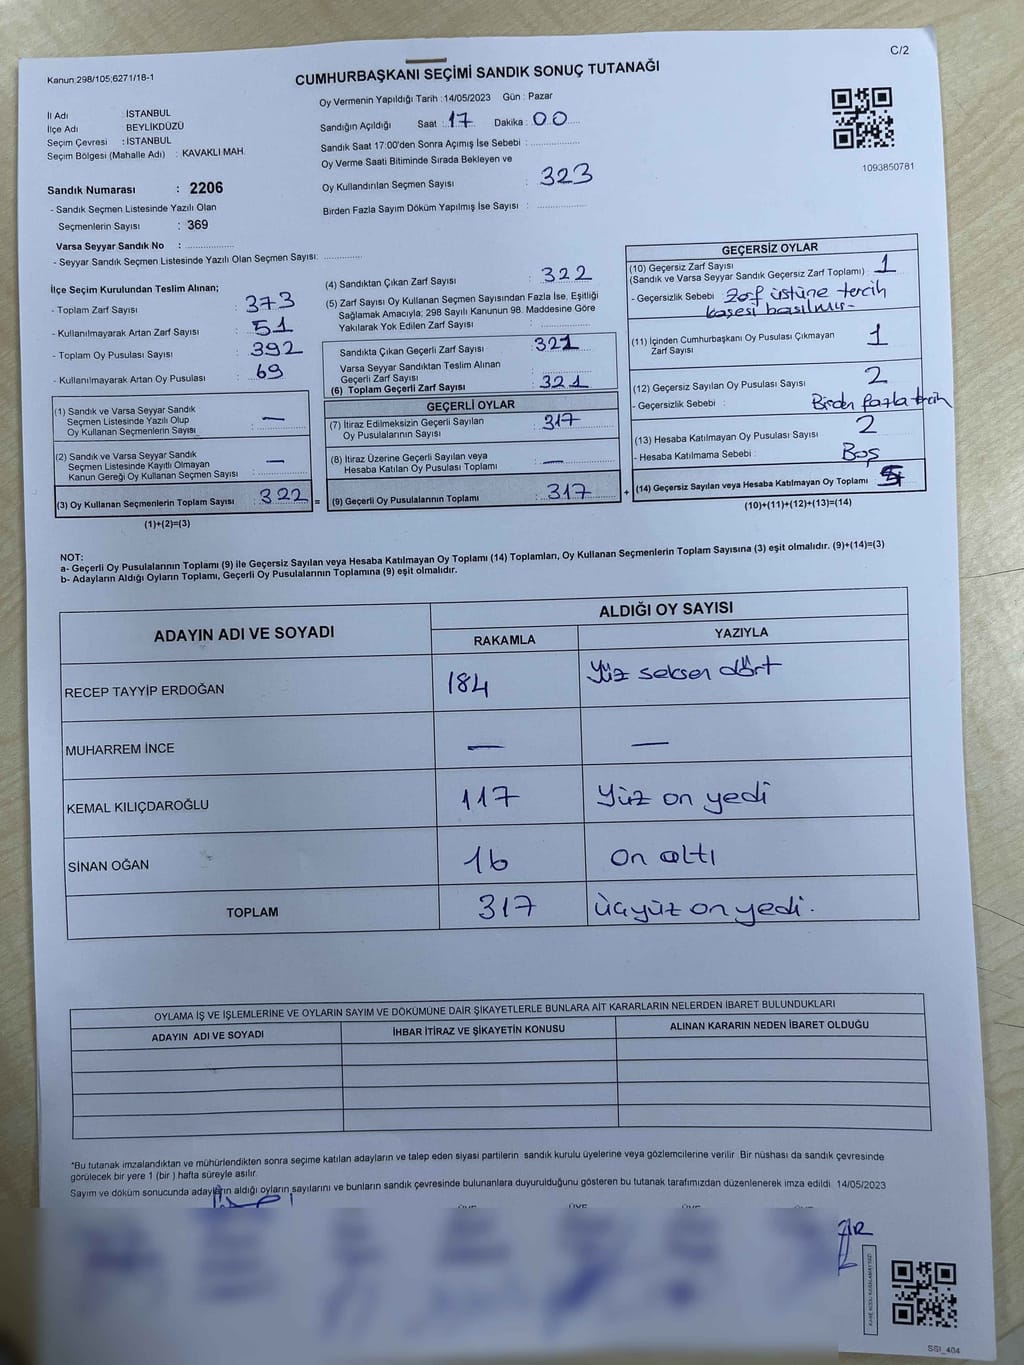 C/2
Kanun:298/105;6271/18-1
CUMHURBAŞKANI SEÇİMİ SANDIK SONUÇ TUTANAĞI
İl Adı : İSTANBUL
İlçe Adı : BEYLİKDÜZÜ
Seçim Çevresi : İSTANBUL
Seçim Bölgesi (Mahalle Adı) : KAVAKLI MAH.
Sandık Numarası : 2206
- Sandık Seçmen Listesinde Yazılı Olan
Seçmenlerin Sayısı : 369
Varsa Seyyar Sandık No : ................
- Seyyar Sandık Seçmen Listesinde Yazılı Olan Seçmen Sayısı: ............
Oy Vermenin Yapıldığı Tarih :14/05/2023 Gün : Pazar
Sandığın Açıldığı Saat : 17 Dakika : 00
Sandık Saat 17:00'den Sonra Açımış İse Sebebi : ................
Oy Verme Saati Bitiminde Sırada Bekleyen ve
Oy Kullandırılan Seçmen Sayısı : 323
Birden Fazla Sayım Döküm Yapılmış İse Sayısı : ................
1093850781
İlçe Seçim Kurulundan Teslim Alınan;
- Toplam Zarf Sayısı : 373
- Kullanılmayarak Artan Zarf Sayısı : 51
- Toplam Oy Pusulası Sayısı : 392
- Kullanılmayarak Artan Oy Pusulası : 69
(1) Sandık ve Varsa Seyyar Sandık
Seçmen Listesinde Yazılı Olup
Oy Kullanan Seçmenlerin Sayısı : —
(2) Sandık ve Varsa Seyyar Sandık
Seçmen Listesinde Kayıtlı Olmayan
Kanun Gereği Oy Kullanan Seçmen Sayısı : —
(3) Oy Kullanan Seçmenlerin Toplam Sayısı : 322 =
(1)+(2)=(3)
(4) Sandıktan Çıkan Zarf Sayısı : 322
(5) Zarf Sayısı Oy Kullanan Seçmen Sayısından Fazla İse, Eşitliği
Sağlamak Amacıyla; 298 Sayılı Kanunun 98. Maddesine Göre
Yakılarak Yok Edilen Zarf Sayısı : ................
Sandıkta Çıkan Geçerli Zarf Sayısı : 321
Varsa Seyyar Sandıktan Teslim Alınan
Geçerli Zarf Sayısı :
(6) Toplam Geçerli Zarf Sayısı : 321
GEÇERLİ OYLAR
(7) İtiraz Edilmeksizin Geçerli Sayılan
Oy Pusulalarının Sayısı : 317
(8) İtiraz Üzerine Geçerli Sayılan veya
Hesaba Katılan Oy Pusulası Toplamı : —
(9) Geçerli Oy Pusulalarının Toplamı : 317 +
GEÇERSİZ OYLAR
(10) Geçersiz Zarf Sayısı
(Sandık ve Varsa Seyyar Sandık Geçersiz Zarf Toplamı) : 1
- Geçersizlik Sebebi : Zarf üstüne tercih
kaşesi basılmış-
(11) İçinden Cumhurbaşkanı Oy Pusulası Çıkmayan
Zarf Sayısı : 1
(12) Geçersiz Sayılan Oy Pusulası Sayısı : 2
- Geçersizlik Sebebi : Birden fazla tercih
(13) Hesaba Katılmayan Oy Pusulası Sayısı : 2
- Hesaba Katılmama Sebebi : Boş
(14) Geçersiz Sayılan veya Hesaba Katılmayan Oy Toplamı :
(10)+(11)+(12)+(13)=(14)
NOT:
a- Geçerli Oy Pusulalarının Toplamı (9) ile Geçersiz Sayılan veya Hesaba Katılmayan Oy Toplamı (14) Toplamları, Oy Kullanan Seçmenlerin Toplam Sayısına (3) eşit olmalıdır. (9)+(14)=(3)
b- Adayların Aldığı Oyların Toplamı, Geçerli Oy Pusulalarının Toplamına (9) eşit olmalıdır.
ADAYIN ADI VE SOYADI ALDIĞI OY SAYISI
RAKAMLA YAZIYLA
RECEP TAYYİP ERDOĞAN 184 Yüz seksen dört
MUHARREM İNCE — —
KEMAL KILIÇDAROĞLU 117 Yüz on yedi
SİNAN OĞAN 16 on altı
TOPLAM 317 üçyüz on yedi.
OYLAMA İŞ VE İŞLEMLERİNE VE OYLARIN SAYIM VE DÖKÜMÜNE DAİR ŞİKAYETLERLE BUNLARA AİT KARARLARIN NELERDEN İBARET BULUNDUKLARI
ADAYIN ADI VE SOYADI İHBAR İTİRAZ VE ŞİKAYETİN KONUSU ALINAN KARARIN NEDEN İBARET OLDUĞU
*Bu tutanak imzalandıktan ve mühürlendikten sonra seçime katılan adayların ve talep eden siyasi partilerin sandık kurulu üyelerine veya gözlemcilerine verilir. Bir nüshası da sandık çevresinde
görülecek bir yere 1 (bir ) hafta süreyle asılır.
Sayım ve döküm sonucunda adayların aldığı oyların sayılarını ve bunların sandık çevresinde bulunanlara duyurulduğunu gösteren bu tutanak tarafımızdan düzenlenerek imza edildi. 14/05/2023
SSI_404